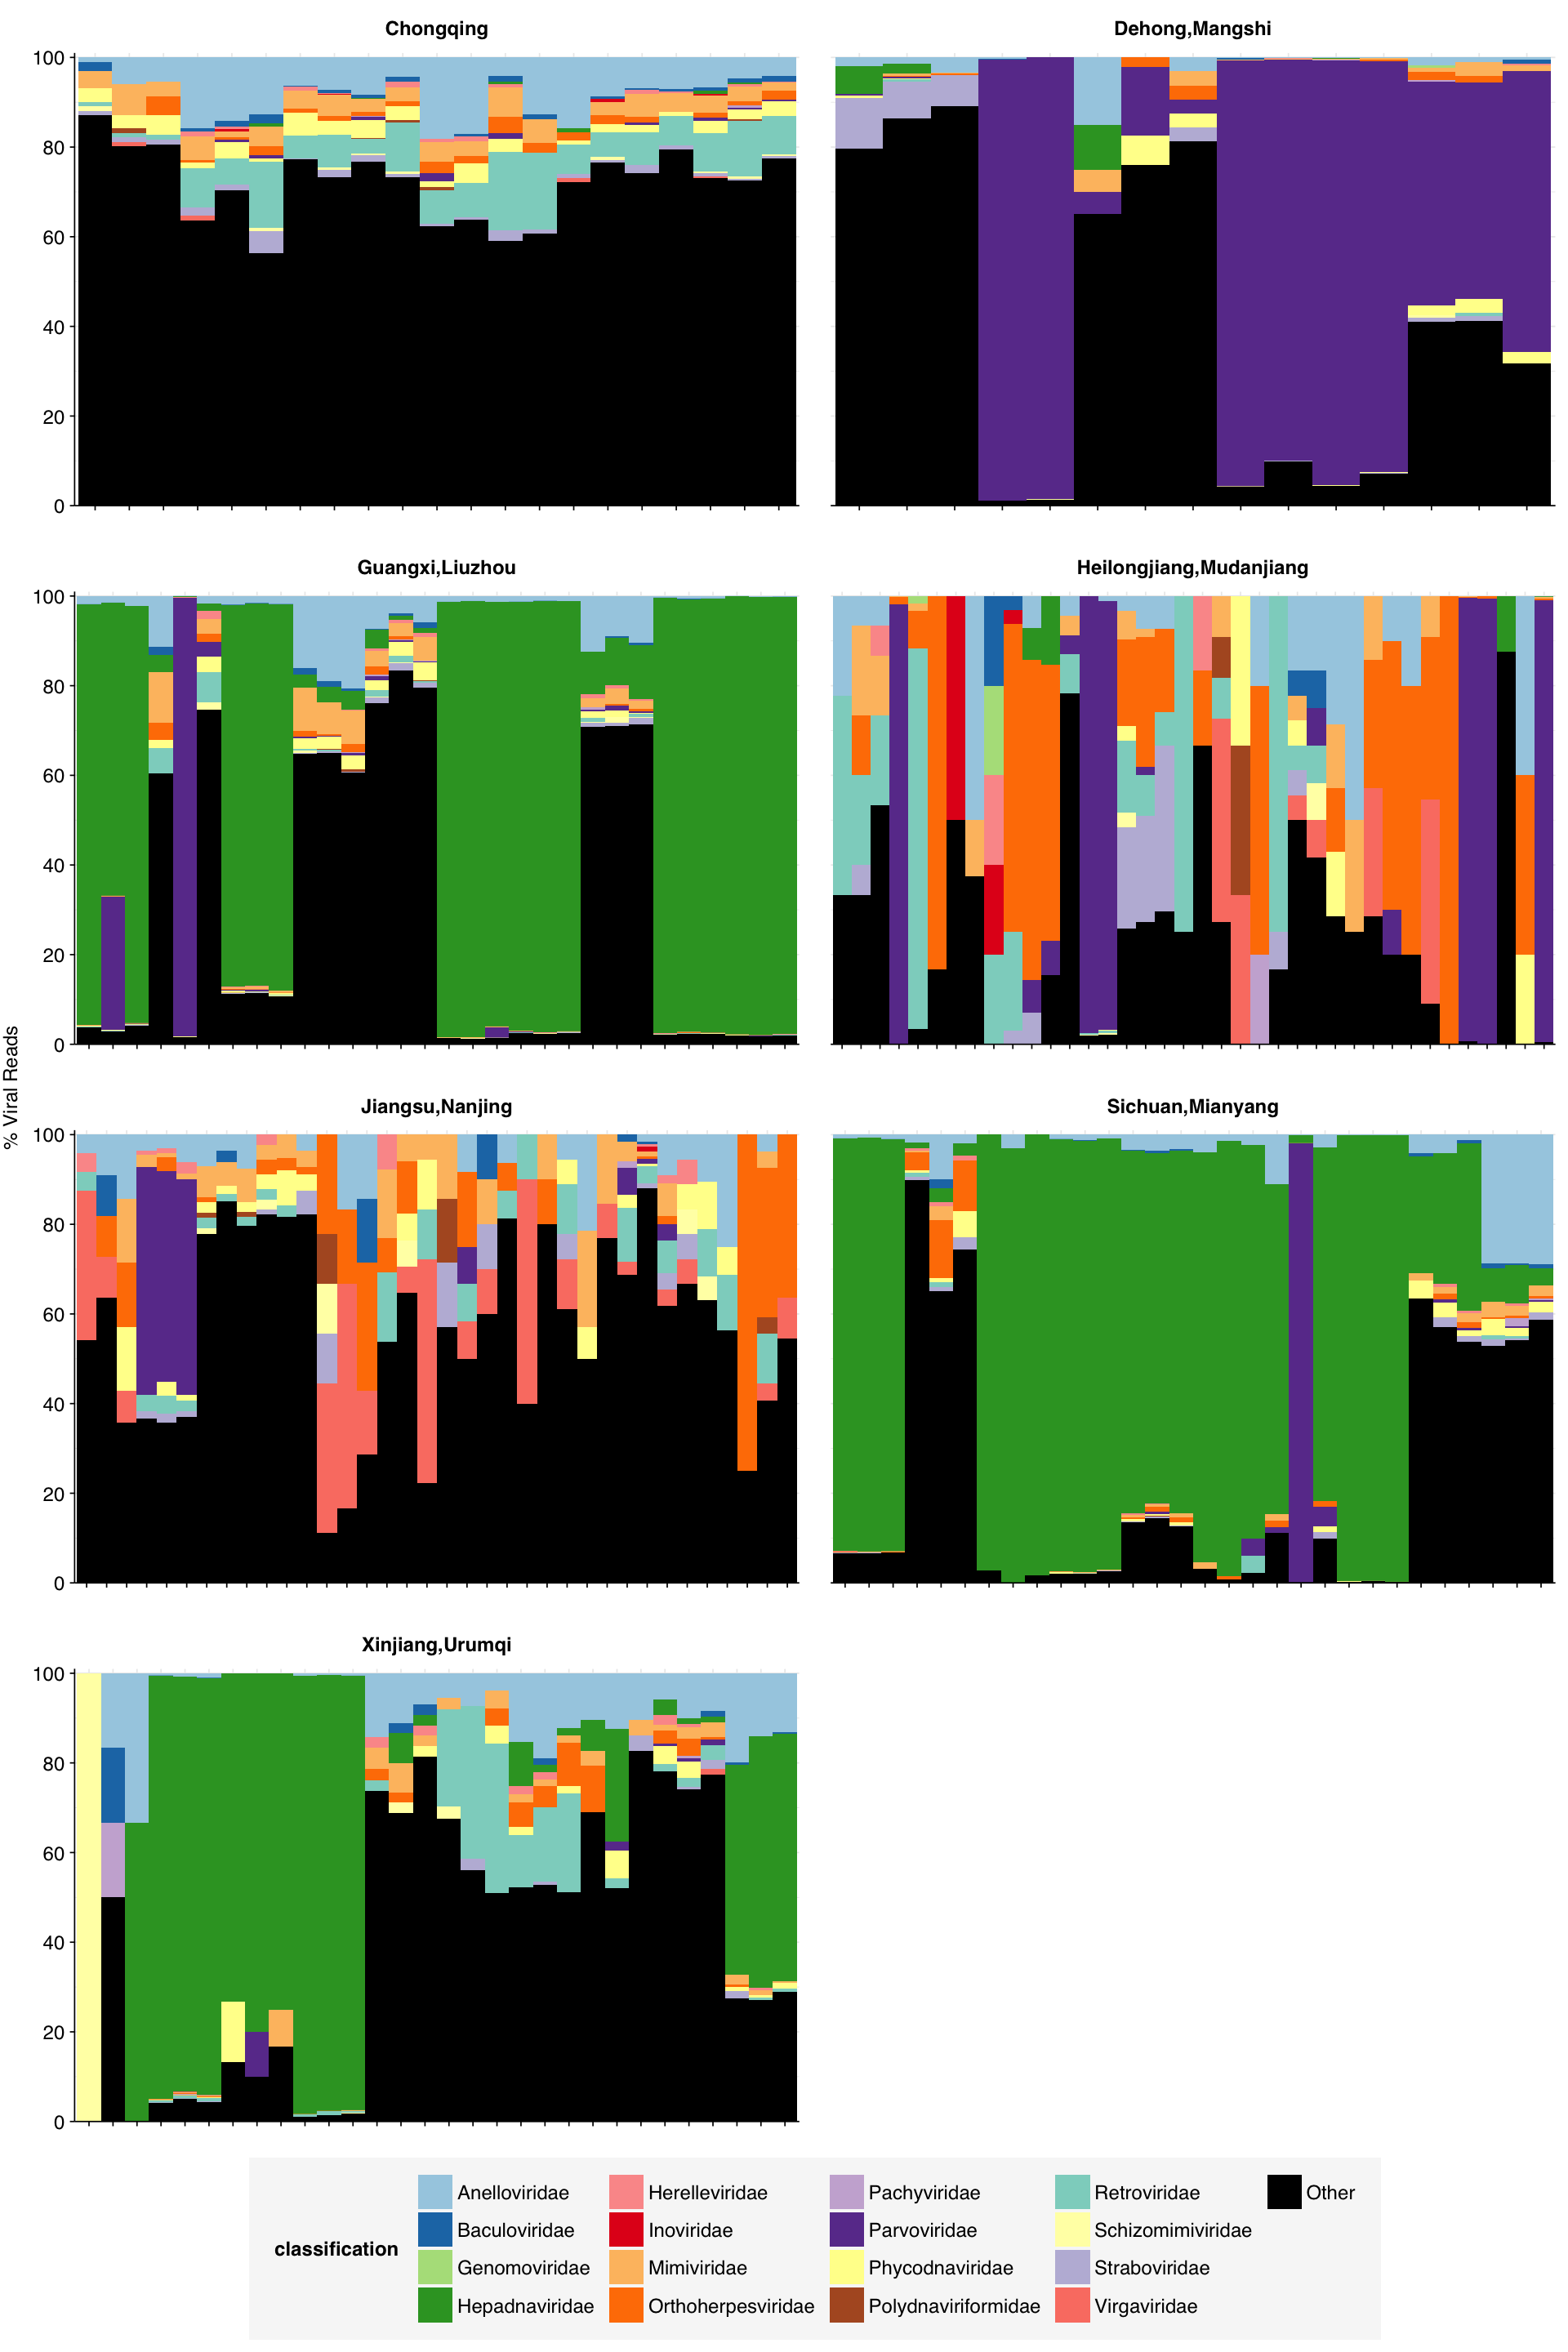 Chongqing
Dehong,Mangshi
100
80
60
40
20
0
Guangxi,Liuzhou
Heilongjiang,Mudanjiang
100
80
60
40
20
0
% Viral Reads
Jiangsu,Nanjing
Sichuan,Mianyang
100
80
60
40
20
0
Xinjiang,Urumqi
100
80
60
40
20
0
classification
Anelloviridae
Baculoviridae
Genomoviridae
Hepadnaviridae
Herelleviridae
Inoviridae
Mimiviridae
Orthoherpesviridae
Pachyviridae
Parvoviridae
Phycodnaviridae
Polydnaviriformidae
Retroviridae
Schizomimiviridae
Straboviridae
Virgaviridae
Other